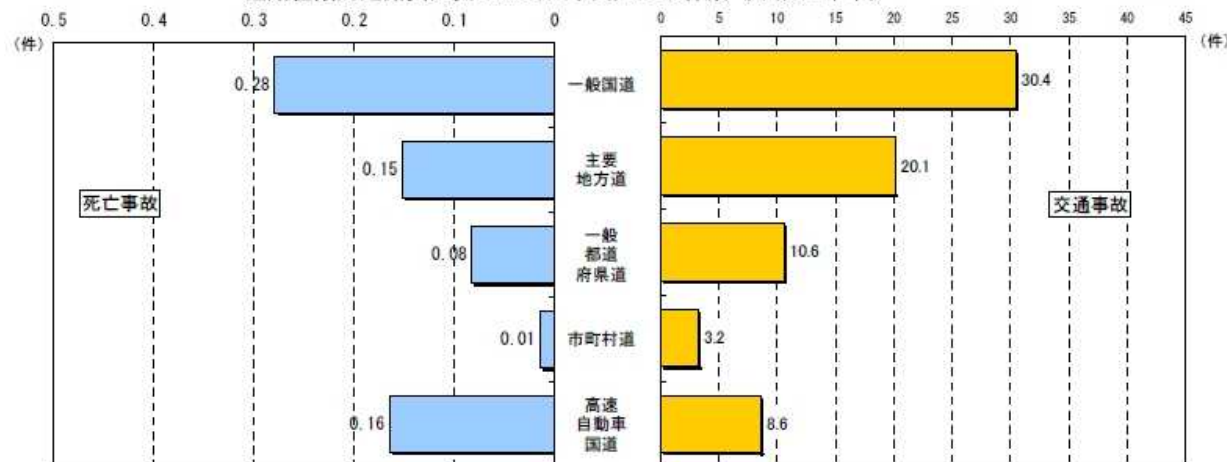 0.5 0.4 0.3 0.2 0.1 0 0 5 10 15 20 25 30 35 40 45
(件) (件)
0.28 一般国道 30.4
0.15 主要
地方道 20.1
死亡事故 交通事故
0.08 一般
都道
府県道 10.6
0.01 市町村道 3.2
0.16 高速
自動車
国道 8.6